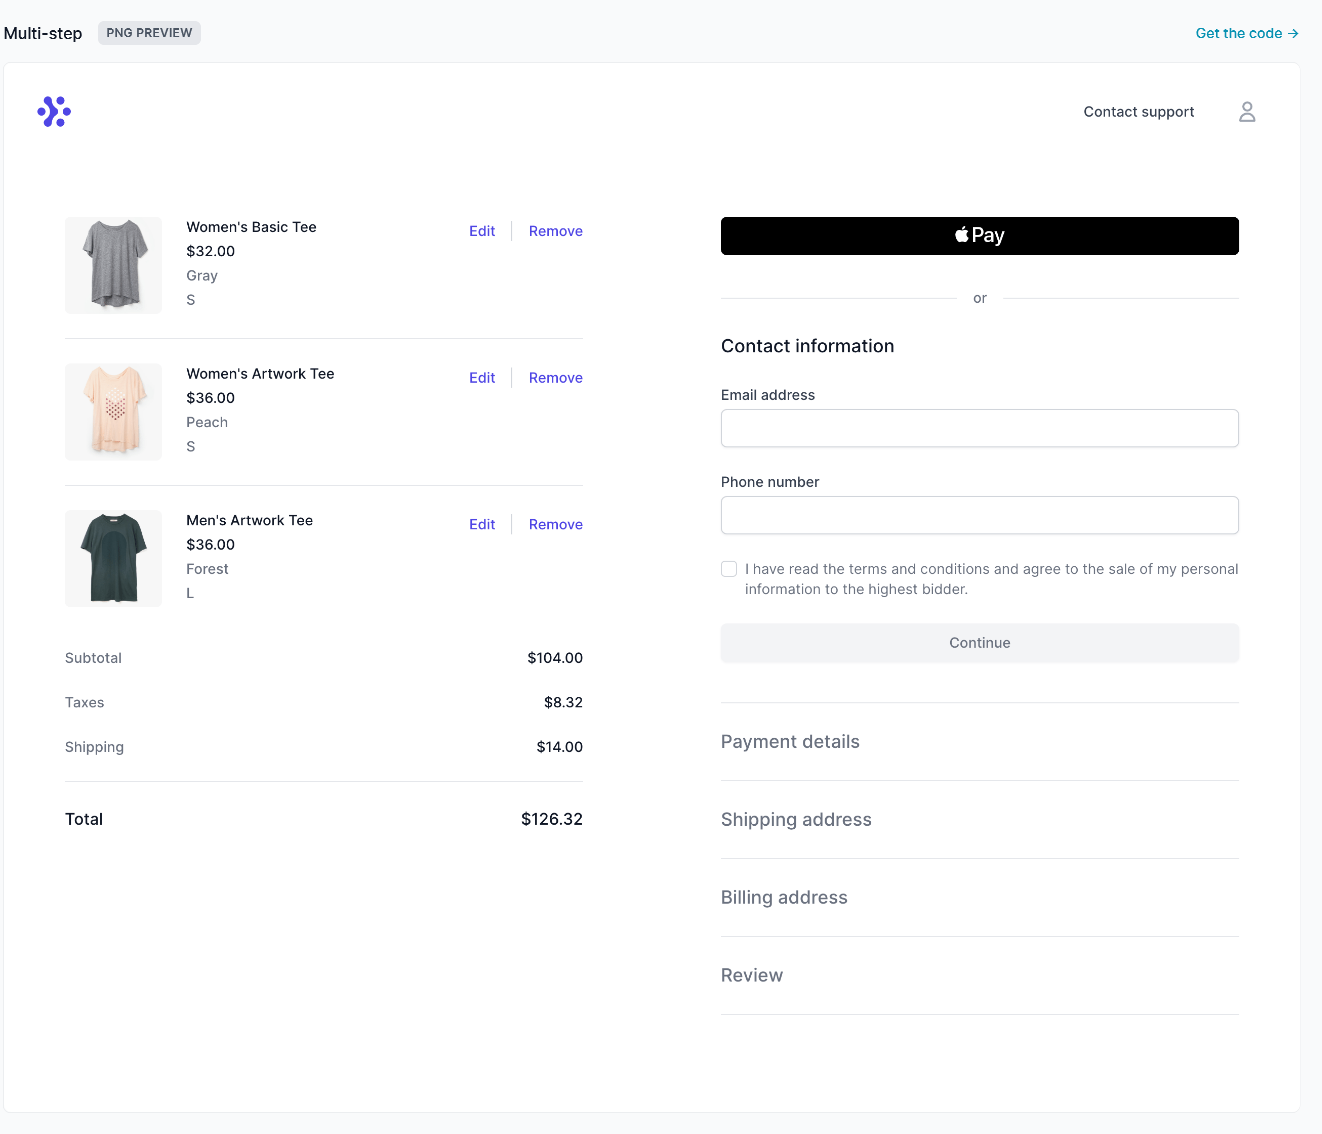 Multi-step
PNG PREVIEW
Get the code →
Contact support
Women's Basic Tee
$32.00
Gray
S
Edit
Remove
Women's Artwork Tee
$36.00
Peach
S
Edit
Remove
Men's Artwork Tee
$36.00
Forest
L
Edit
Remove
Subtotal
$104.00
Taxes
$8.32
Shipping
$14.00
Total
$126.32
Pay
or
Contact information
Email address
Phone number
I have read the terms and conditions and agree to the sale of my personal
information to the highest bidder.
Continue
Payment details
Shipping address
Billing address
Review